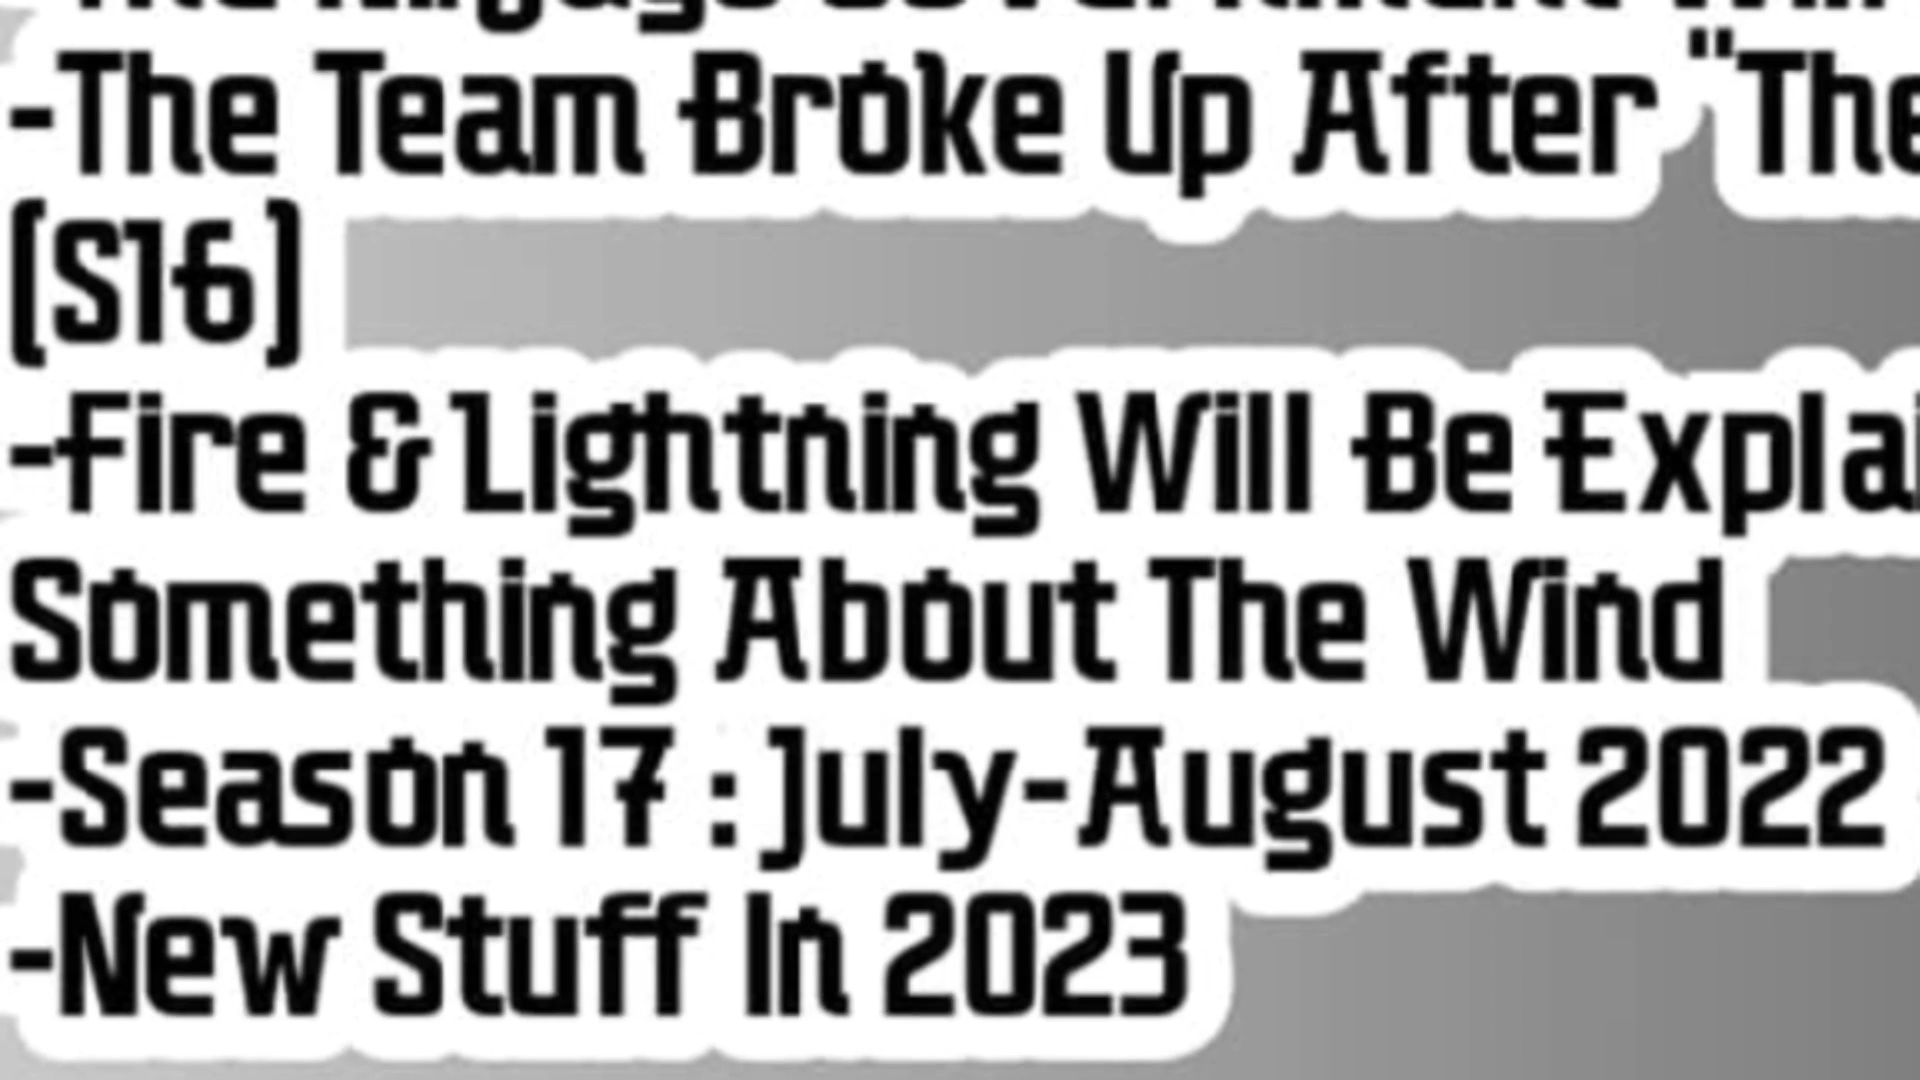 -The Team Broke Up After "The
(S16)
-Fire & Lightning Will Be Explai
Something About The Wind
-Season 17 : July-August 2022
-New Stuff In 2023